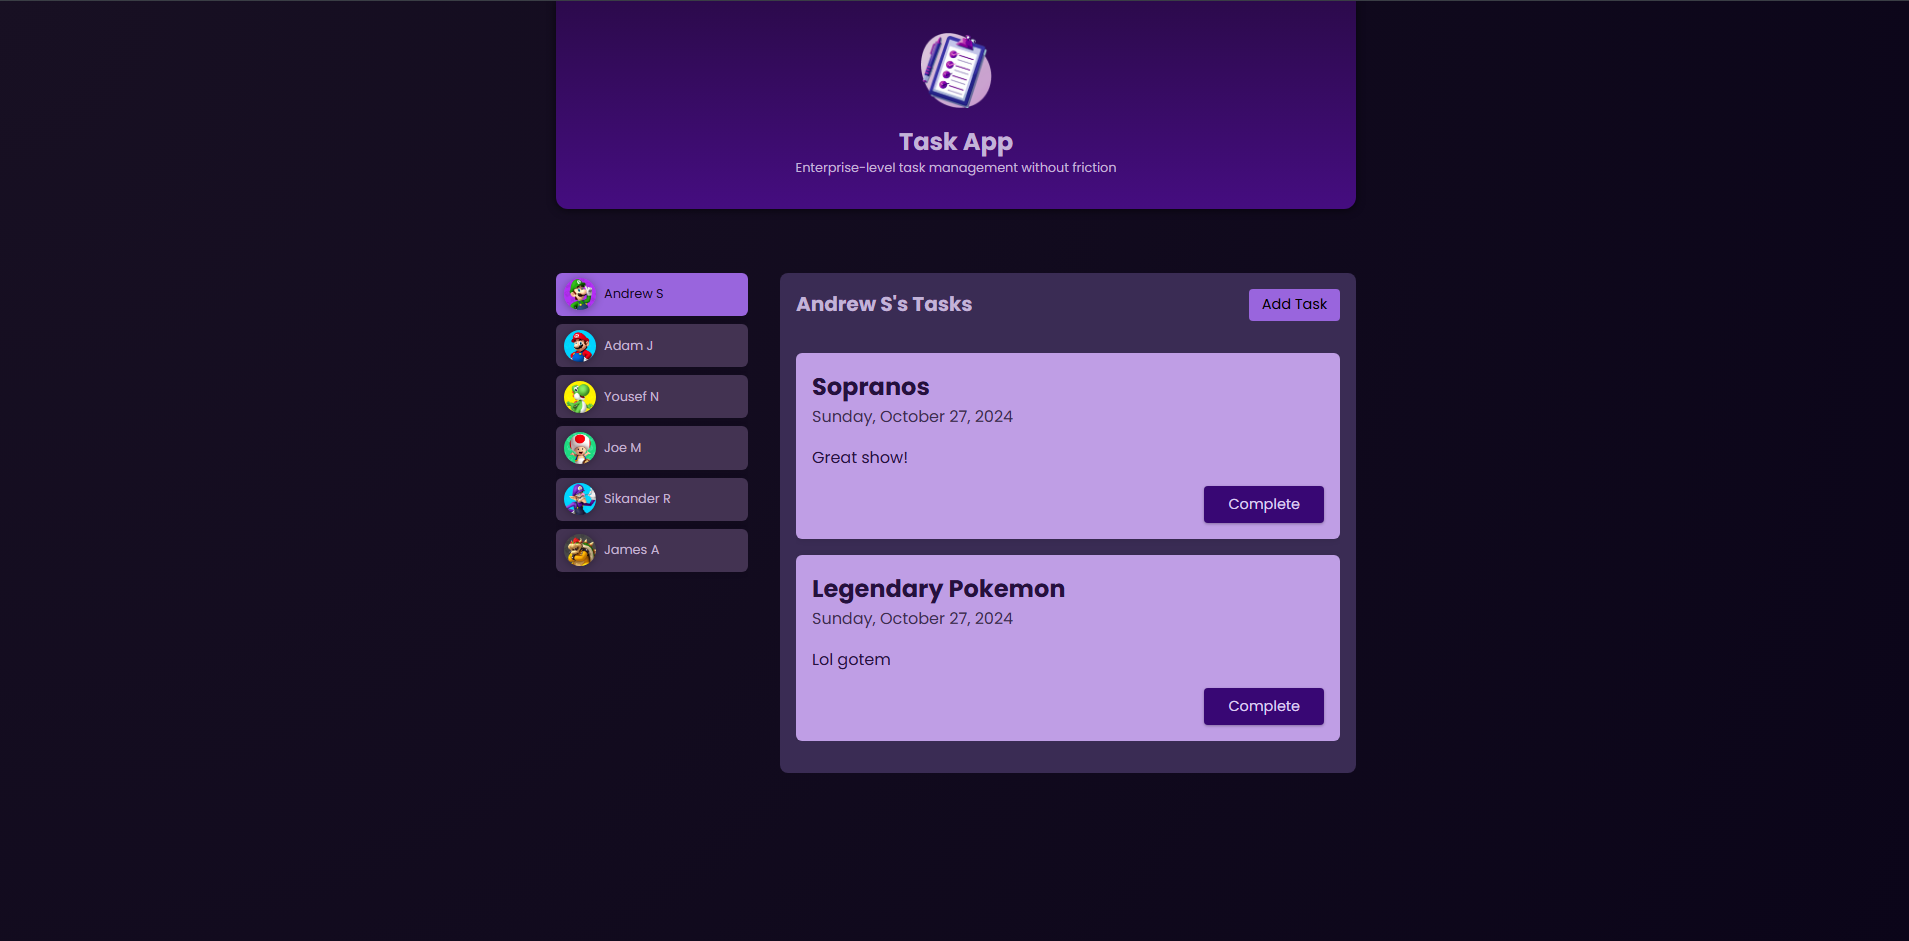 Task App
Enterprise-level task management without friction
Andrew S
Adam J
Yousef N
Joe M
Sikander R
James A
Andrew S's Tasks
Add Task
Sopranos
Sunday, October 27, 2024
Great show!
Complete
Legendary Pokemon
Sunday, October 27, 2024
Lol gotem
Complete